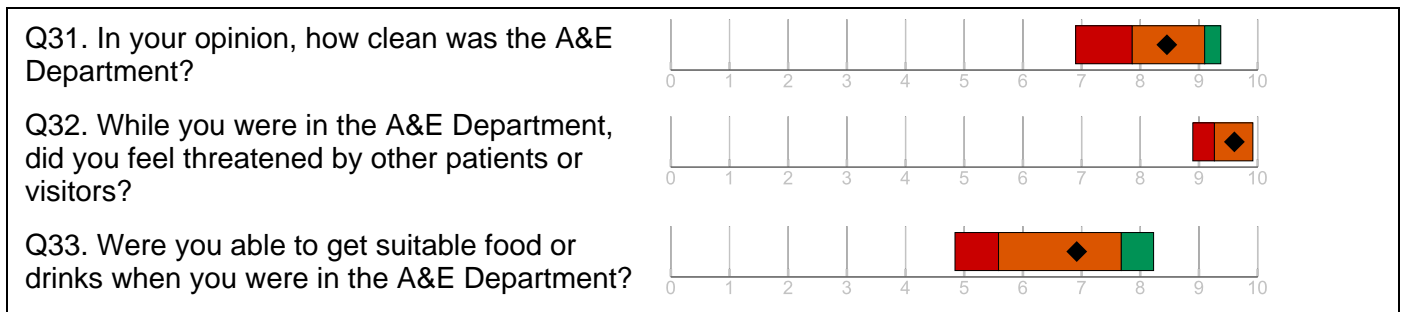 Q31. In your opinion, how clean was the A&E
Department?
0 1 2 3 4 5 6 7 8 9 10
Q32. While you were in the A&E Department,
did you feel threatened by other patients or
visitors?
0 1 2 3 4 5 6 7 8 9 10
Q33. Were you able to get suitable food or
drinks when you were in the A&E Department?
0 1 2 3 4 5 6 7 8 9 10